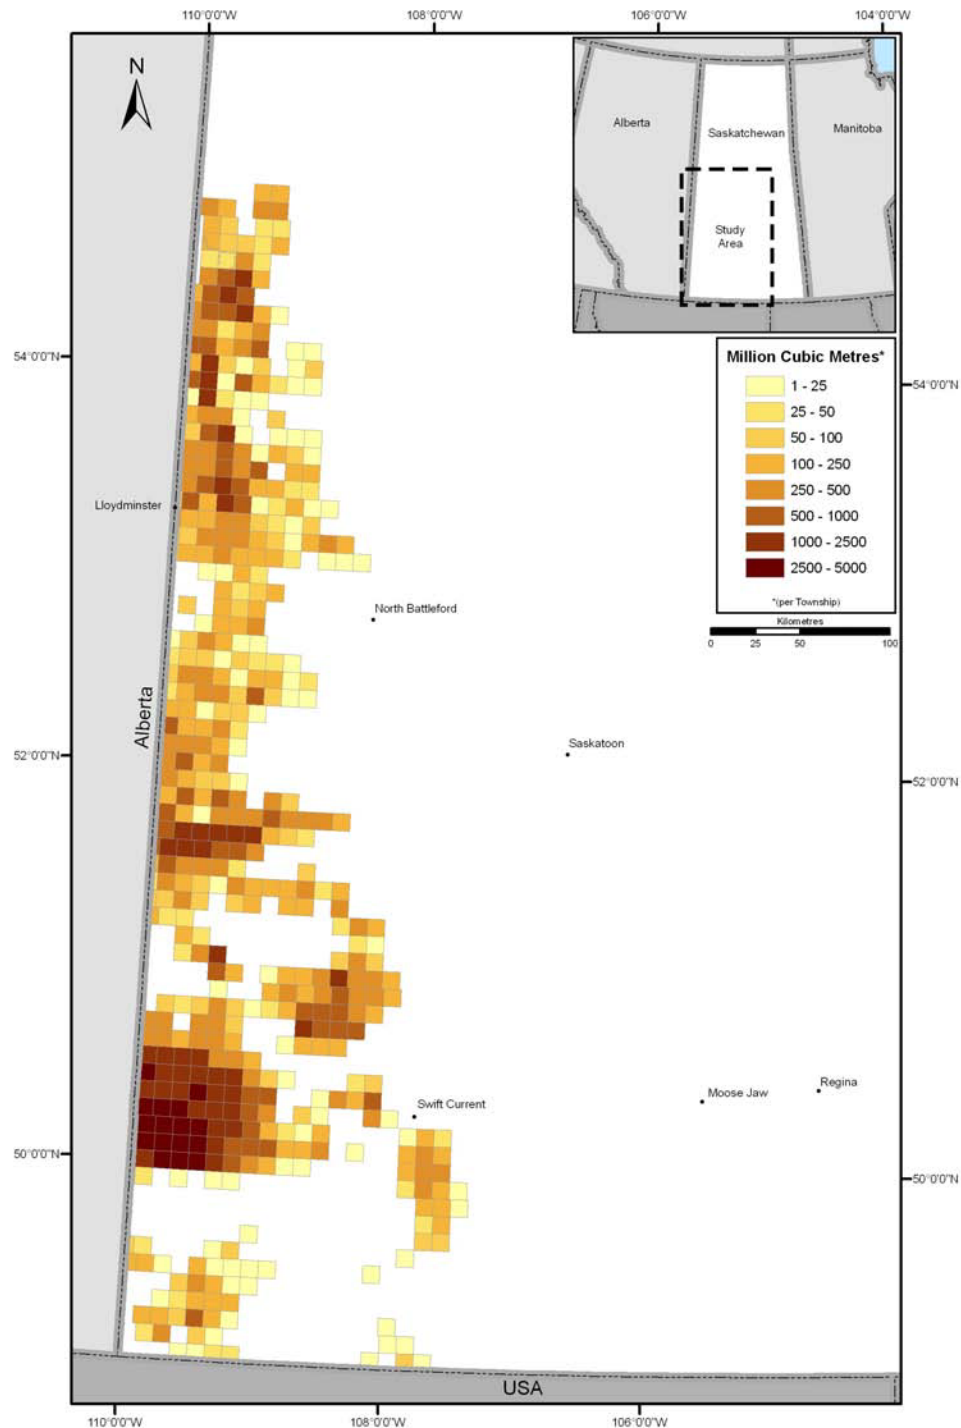 110°0'0"W
108°0'0"W
106°0'0"W
104°0'0"W
N
Alberta
Saskatchewan
Manitoba
Study
Area
54°0'0"N
54°0'0"N
Million Cubic Metres*
1 - 25
25 - 50
50 - 100
100 - 250
250 - 500
500 - 1000
1000 - 2500
2500 - 5000
*(per Township)
Kilometres
0 25 50 100
Lloydminster
North Battleford
Alberta
Saskatoon
52°0'0"N
52°0'0"N
Swift Current
Moose Jaw
Regina
50°0'0"N
50°0'0"N
USA
110°0'0"W
108°0'0"W
106°0'0"W